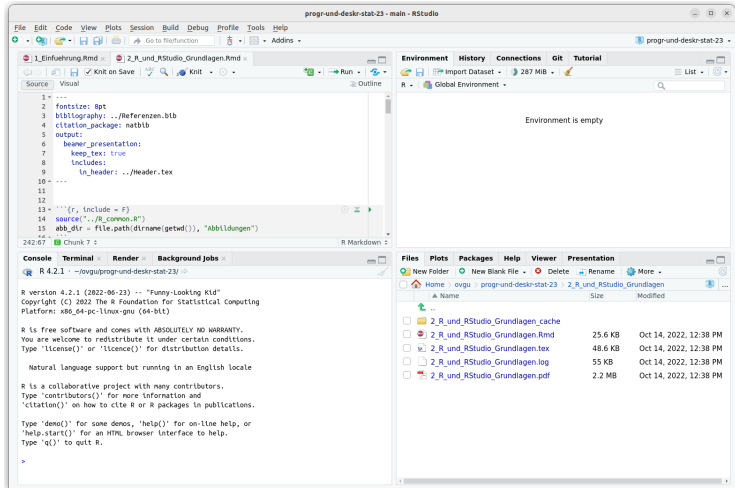 progr-und-deskr-stat-23 - main - RStudio
File Edit Code View Plots Session Build Debug Profile Tools Help
Go to file/function Addins progr-und-deskr-stat-23
1_Einfuehrung.Rmd 2_R_und_RStudio_Grundlagen.Rmd
Knit on Save Knit Run
Source Visual Outline
1 ---
2 fontsize: 8pt
3 bibliography: ../Referenzen.bib
4 citation_package: natbib
5 output:
6 beamer_presentation:
7 keep_tex: true
8 includes:
9 in_header: ../Header.tex
10 ---
11
12
13 ```{r, include = F}
14 source("../R_common.R")
15 abb_dir = file.path(dirname(getwd()), "Abbildungen")
16 ```
242:67 Chunk 7 R Markdown
Console Terminal Render Background Jobs
R 4.2.1 · ~/ovgu/progr-und-deskr-stat-23/
R version 4.2.1 (2022-06-23) -- "Funny-Looking Kid"
Copyright (C) 2022 The R Foundation for Statistical Computing
Platform: x86_64-pc-linux-gnu (64-bit)
R is free software and comes with ABSOLUTELY NO WARRANTY.
You are welcome to redistribute it under certain conditions.
Type 'license()' or 'licence()' for distribution details.
Natural language support but running in an English locale
R is a collaborative project with many contributors.
Type 'contributors()' for more information and
'citation()' on how to cite R or R packages in publications.
Type 'demo()' for some demos, 'help()' for on-line help, or
'help.start()' for an HTML browser interface to help.
Type 'q()' to quit R.
>
Environment History Connections Git Tutorial
Import Dataset 287 MiB List
R Global Environment
Environment is empty
Files Plots Packages Help Viewer Presentation
New Folder New Blank File Delete Rename More
Home > ovgu > progr-und-deskr-stat-23 > 2_R_und_RStudio_Grundlagen ...
Name Size Modified
..
2_R_und_RStudio_Grundlagen_cache
2_R_und_RStudio_Grundlagen.Rmd 25.6 KB Oct 14, 2022, 12:38 PM
2_R_und_RStudio_Grundlagen.tex 48.6 KB Oct 14, 2022, 12:38 PM
2_R_und_RStudio_Grundlagen.log 55 KB Oct 14, 2022, 12:38 PM
2_R_und_RStudio_Grundlagen.pdf 2.2 MB Oct 14, 2022, 12:38 PM